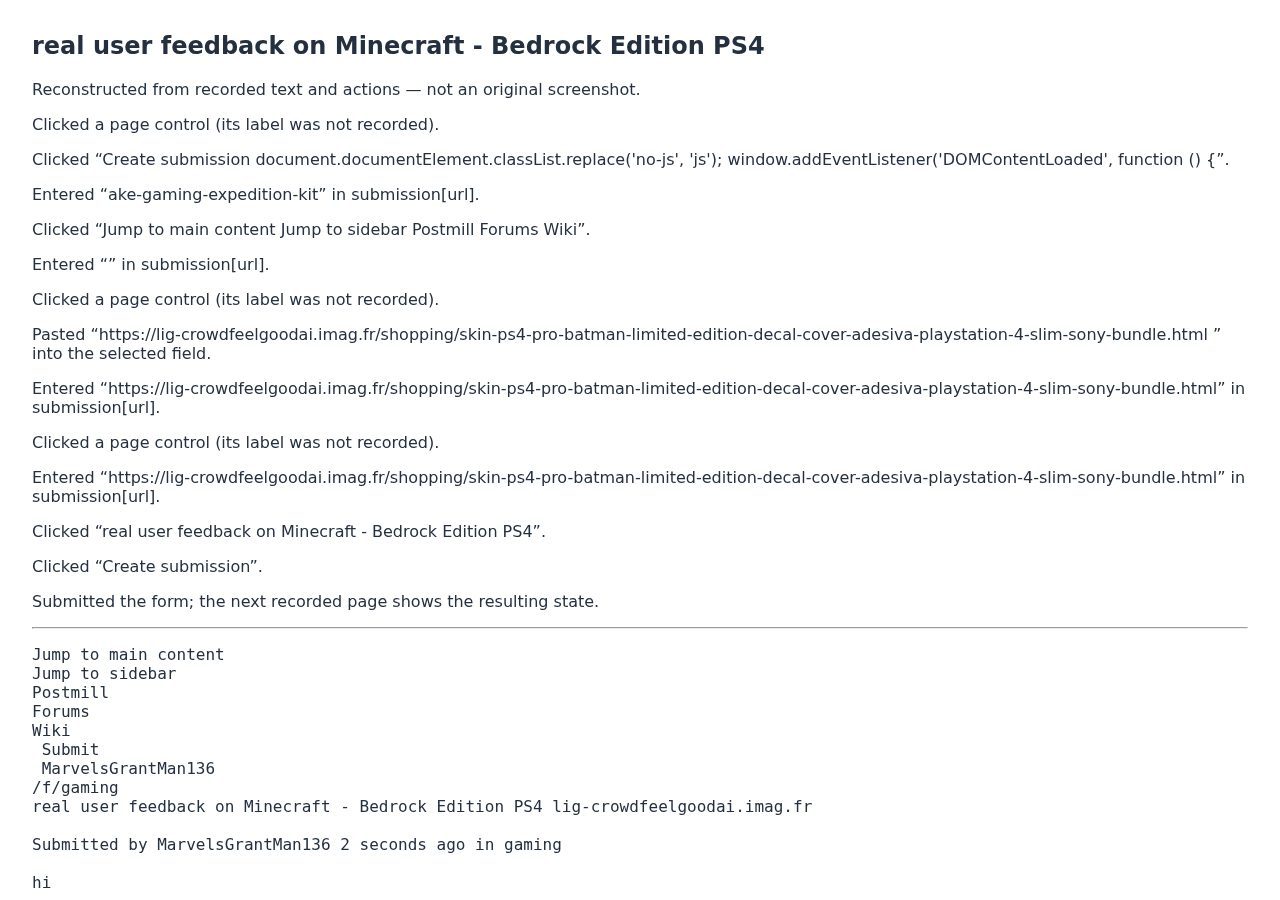 real user feedback on Minecraft - Bedrock Edition PS4
Reconstructed from recorded text and actions — not an original screenshot.
Clicked a page control (its label was not recorded).
Clicked “Create submission document.documentElement.classList.replace('no-js', 'js'); window.addEventListener('DOMContentLoaded', function () {”.
Entered “ake-gaming-expedition-kit” in submission[url].
Clicked “Jump to main content Jump to sidebar Postmill Forums Wiki”.
Entered “” in submission[url].
Clicked a page control (its label was not recorded).
Pasted “https://lig-crowdfeelgoodai.imag.fr/shopping/skin-ps4-pro-batman-limited-edition-decal-cover-adesiva-playstation-4-slim-sony-bundle.html ”
into the selected field.
Entered “https://lig-crowdfeelgoodai.imag.fr/shopping/skin-ps4-pro-batman-limited-edition-decal-cover-adesiva-playstation-4-slim-sony-bundle.html” in
submission[url].
Clicked a page control (its label was not recorded).
Entered “https://lig-crowdfeelgoodai.imag.fr/shopping/skin-ps4-pro-batman-limited-edition-decal-cover-adesiva-playstation-4-slim-sony-bundle.html” in
submission[url].
Clicked “real user feedback on Minecraft - Bedrock Edition PS4”.
Clicked “Create submission”.
Submitted the form; the next recorded page shows the resulting state.
Jump to main content
Jump to sidebar
Postmill
Forums
Wiki
Submit
MarvelsGrantMan136
/f/gaming
real user feedback on Minecraft - Bedrock Edition PS4 lig-crowdfeelgoodai.imag.fr
Submitted by MarvelsGrantMan136 2 seconds ago in gaming
hi